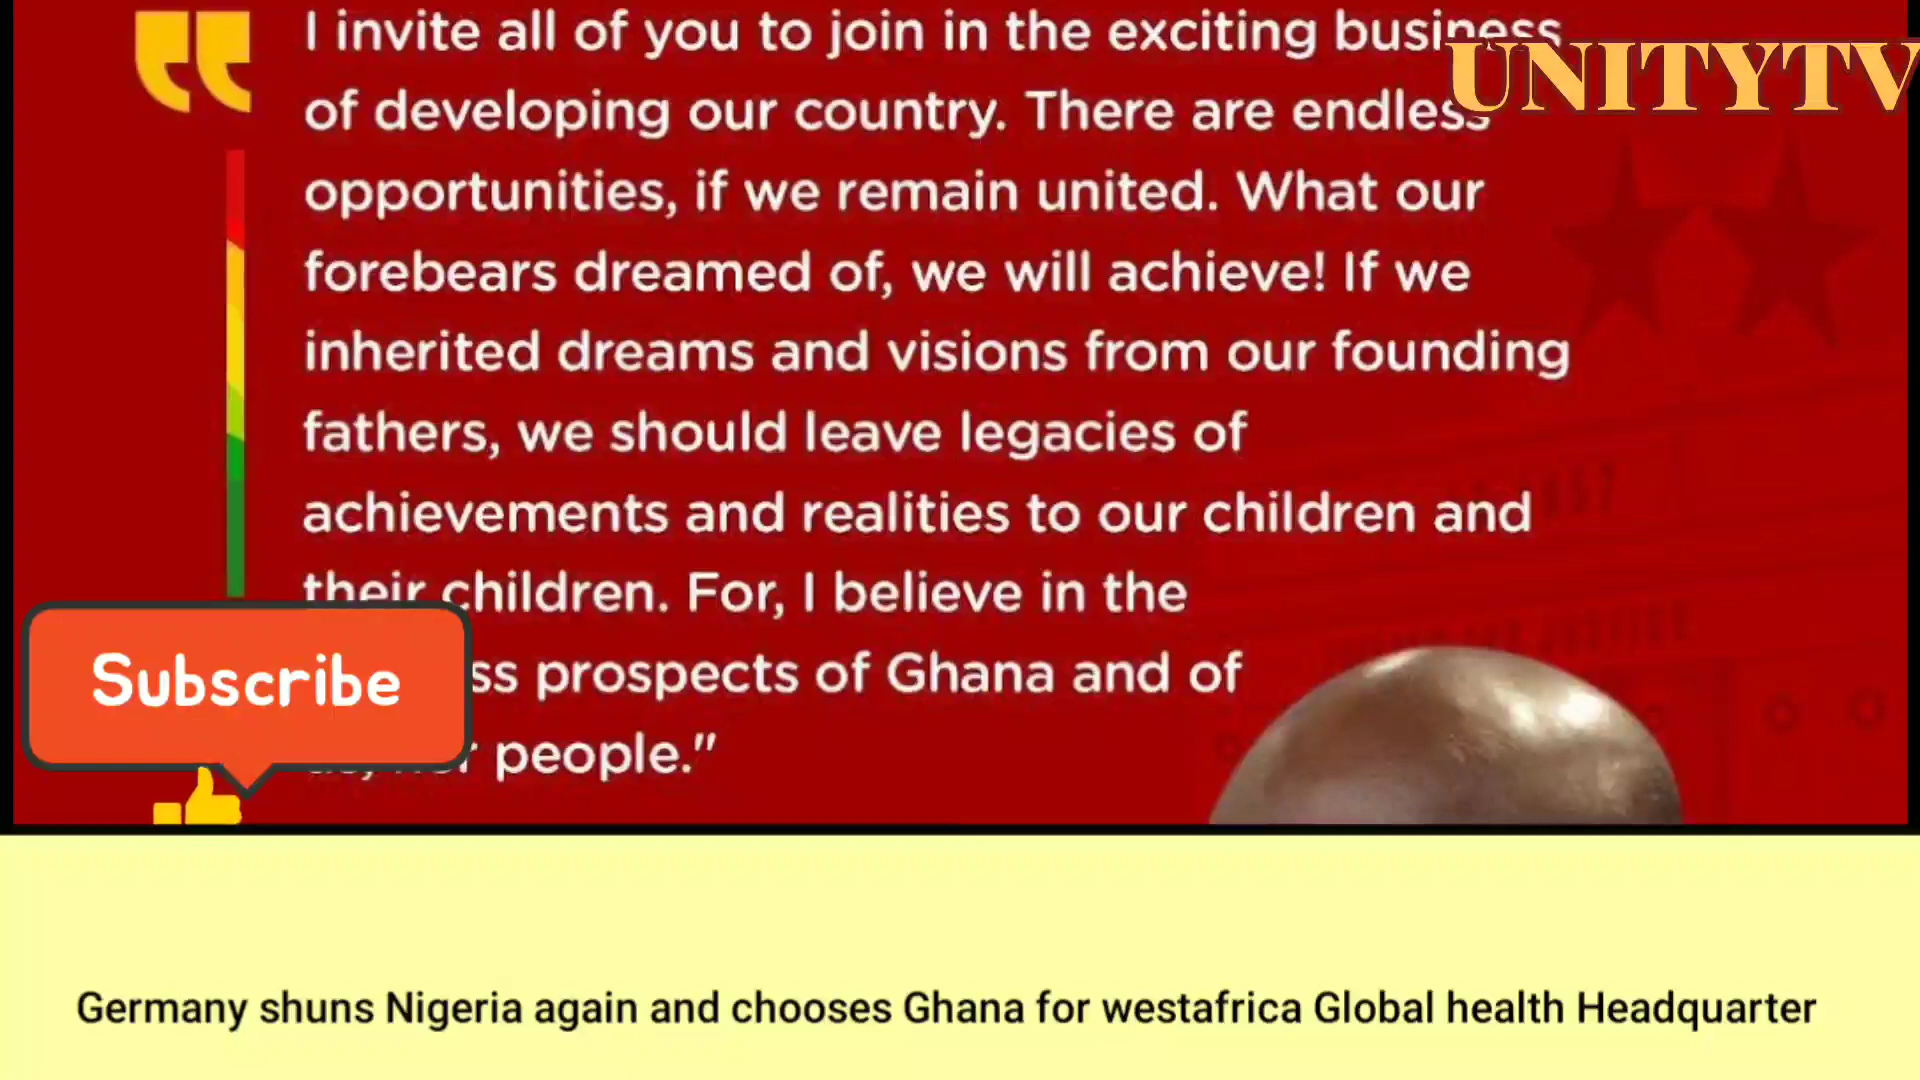 I invite all of you to join in the exciting business
UNITYTV
of developing our country. There are endless
opportunities, if we remain united. What our
forebears dreamed of, we will achieve! If we
inherited dreams and visions from our founding
fathers, we should leave legacies of
achievements and realities to our children and
their children. For, I believe in the
prospects of Ghana and of
people."
Subscribe
Germany shuns Nigeria again and chooses Ghana for westafrica Global health Headquarter